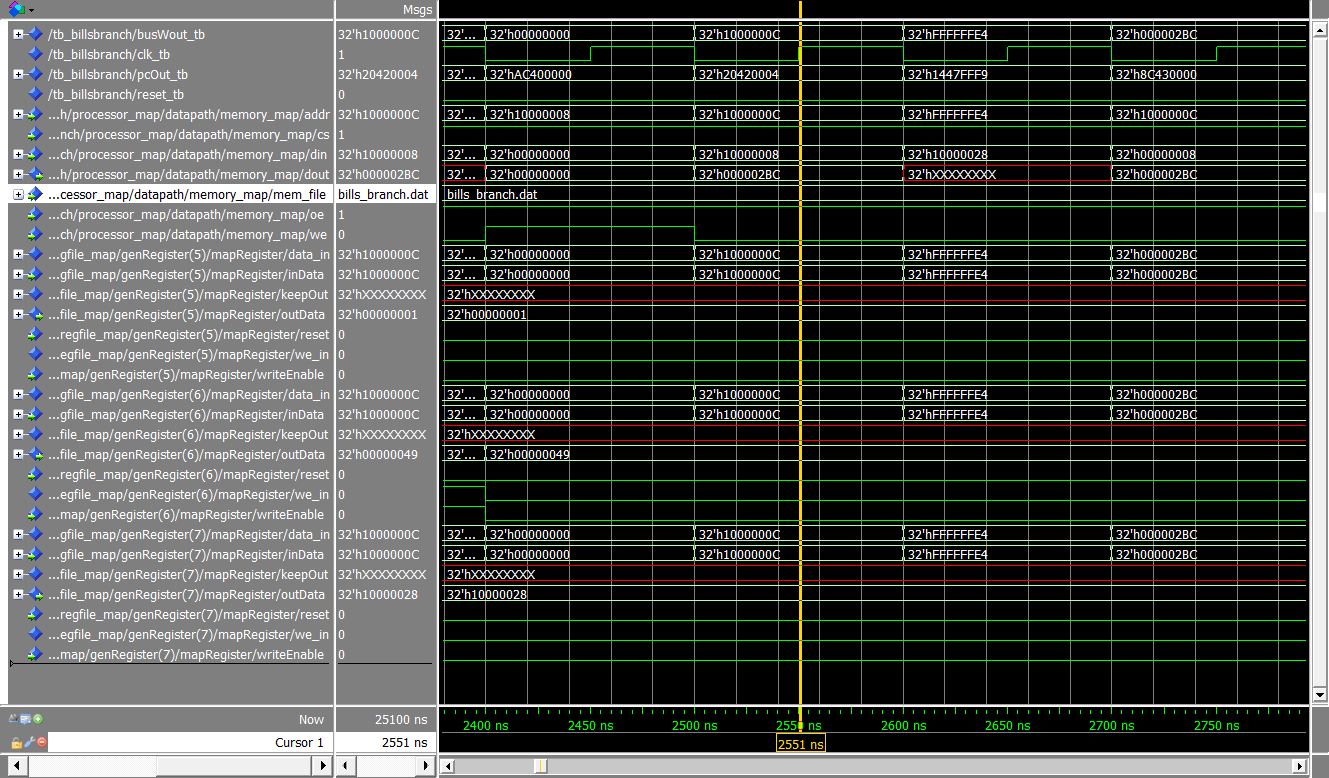 Msgs
/tb_billsbranch/busWout_tb 32'h1000000C 32'... 32'h00000000 32'h1000000C 32'hFFFFFFE4 32'h000002BC
/tb_billsbranch/clk_tb 1
/tb_billsbranch/pcOut_tb 32'h20420004 32'... 32'hAC400000 32'h20420004 32'h1447FFF9 32'h8C430000
/tb_billsbranch/reset_tb 0
...h/processor_map/datapath/memory_map/addr 32'h1000000C 32'... 32'h10000008 32'h1000000C 32'hFFFFFFE4 32'h1000000C
...nch/processor_map/datapath/memory_map/cs 1
...ch/processor_map/datapath/memory_map/din 32'h10000008 32'... 32'h00000000 32'h10000008 32'h10000028 32'h00000008
...h/processor_map/datapath/memory_map/dout 32'h000002BC 32'... 32'h00000000 32'h000002BC 32'hXXXXXXXX 32'h000002BC
...cessor_map/datapath/memory_map/mem_file bills_branch.dat bills_branch.dat
...ch/processor_map/datapath/memory_map/oe 1
...ch/processor_map/datapath/memory_map/we 0
...gfile_map/genRegister(5)/mapRegister/data_in 32'h1000000C 32'... 32'h00000000 32'h1000000C 32'hFFFFFFE4 32'h000002BC
...gfile_map/genRegister(5)/mapRegister/inData 32'h1000000C 32'... 32'h00000000 32'h1000000C 32'hFFFFFFE4 32'h000002BC
...file_map/genRegister(5)/mapRegister/keepOut 32'hXXXXXXXX 32'hXXXXXXXX
...file_map/genRegister(5)/mapRegister/outData 32'h00000001 32'h00000001
...regfile_map/genRegister(5)/mapRegister/reset 0
...egfile_map/genRegister(5)/mapRegister/we_in 0
...map/genRegister(5)/mapRegister/writeEnable 0
...gfile_map/genRegister(6)/mapRegister/data_in 32'h1000000C 32'... 32'h00000000 32'h1000000C 32'hFFFFFFE4 32'h000002BC
...gfile_map/genRegister(6)/mapRegister/inData 32'h1000000C 32'... 32'h00000000 32'h1000000C 32'hFFFFFFE4 32'h000002BC
...file_map/genRegister(6)/mapRegister/keepOut 32'hXXXXXXXX 32'hXXXXXXXX
...file_map/genRegister(6)/mapRegister/outData 32'h00000049 32'... 32'h00000049
...regfile_map/genRegister(6)/mapRegister/reset 0
...egfile_map/genRegister(6)/mapRegister/we_in 0
...map/genRegister(6)/mapRegister/writeEnable 0
...gfile_map/genRegister(7)/mapRegister/data_in 32'h1000000C 32'... 32'h00000000 32'h1000000C 32'hFFFFFFE4 32'h000002BC
...gfile_map/genRegister(7)/mapRegister/inData 32'h1000000C 32'... 32'h00000000 32'h1000000C 32'hFFFFFFE4 32'h000002BC
...file_map/genRegister(7)/mapRegister/keepOut 32'hXXXXXXXX 32'hXXXXXXXX
...file_map/genRegister(7)/mapRegister/outData 32'h10000028 32'h10000028
...regfile_map/genRegister(7)/mapRegister/reset 0
...egfile_map/genRegister(7)/mapRegister/we_in 0
...map/genRegister(7)/mapRegister/writeEnable 0
Now 25100 ns 2400 ns 2450 ns 2500 ns 2550 ns 2600 ns 2650 ns 2700 ns 2750 ns
Cursor 1 2551 ns 2551 ns